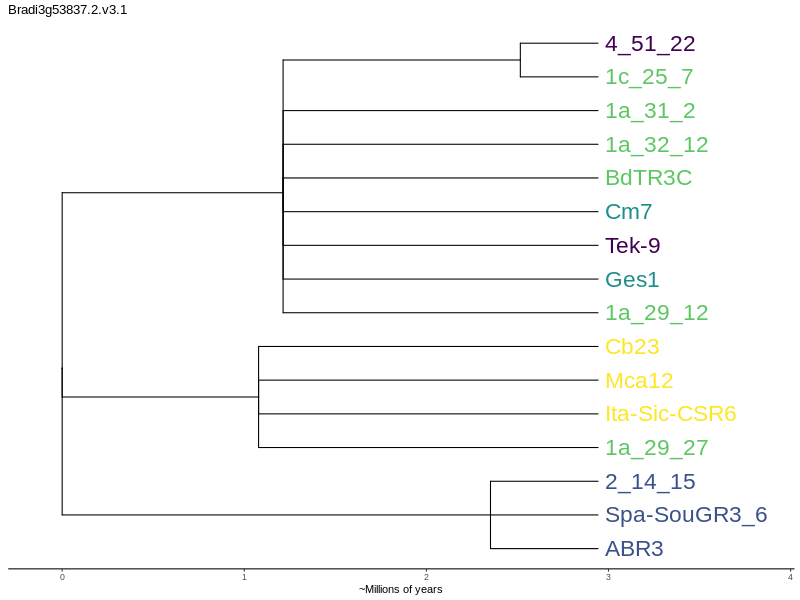 Bradi3g53837.2.v3.1
4_51_22
1c_25_7
1a_31_2
1a_32_12
BdTR3C
Cm7
Tek-9
Ges1
1a_29_12
Cb23
Mca12
Ita-Sic-CSR6
1a_29_27
2_14_15
Spa-SouGR3_6
ABR3
0 1 2 3 4
~Millions of years